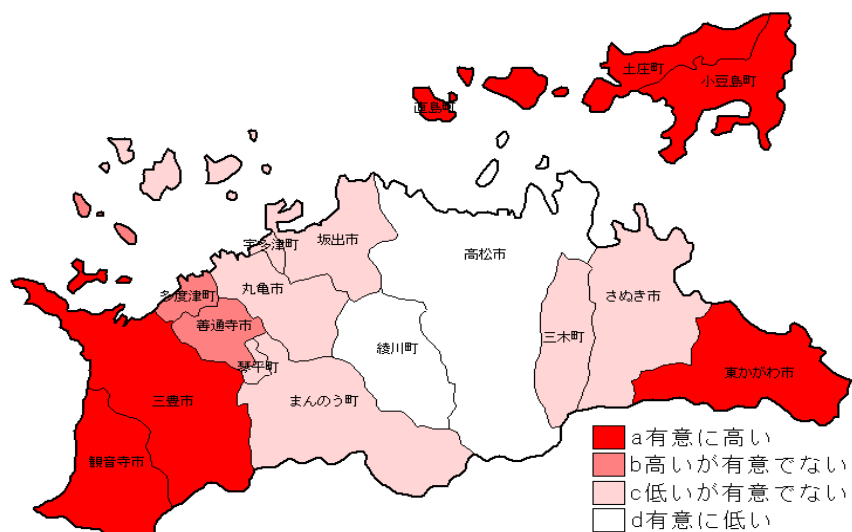 土庄町
小豆島町
直島町
宇多津町
坂出市
高松市
多度津町
丸亀市
さぬき市
善通寺市
三木町
綾川町
琴平町
東かがわ市
まんのう町
三豊市
観音寺市
a有意に高い
b高いが有意でない
c低いが有意でない
d有意に低い